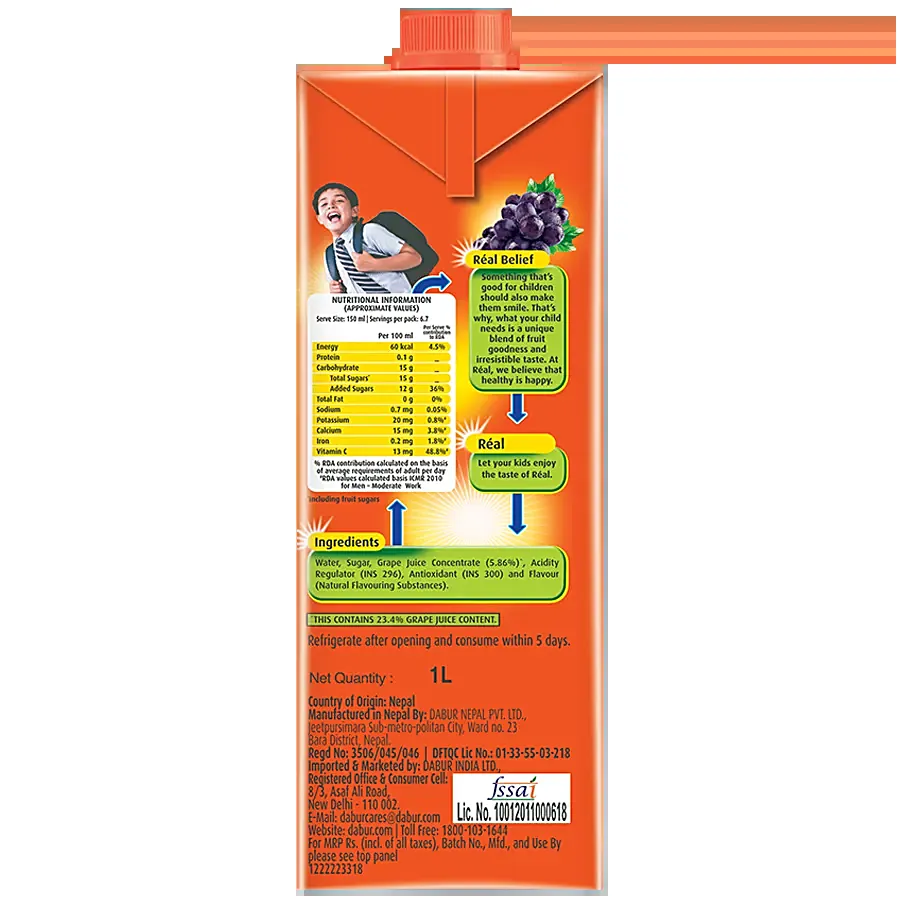 Réal Belief
Something that's
good for children
should also make
them smile. That's
why, what your child
needs is a unique
blend of fruit
goodness and
irresistible taste. At
Réal, we believe that
healthy is happy.
NUTRITIONAL INFORMATION
(APPROXIMATE VALUES)
Serve Size: 150 ml | Servings per pack: 6.7
Per 100 ml Per Serve % contribution to RDA
Energy 60 kcal 4.5%
Protein 0.1 g _
Carbohydrate 15 g _
Total Sugars* 15 g _
Added Sugars 12 g 36%
Total Fat 0 g 0%
Sodium 0.7 mg 0.05%
Potassium 20 mg 0.8%#
Calcium 15 mg 3.8%#
Iron 0.2 mg 1.8%#
Vitamin C 13 mg 48.8%#
% RDA contribution calculated on the basis
of average requirements of adult per day
#RDA values calculated basis ICMR 2010
for Men - Moderate Work
Including fruit sugars
Réal
Let your kids enjoy
the taste of Réal.
Ingredients
Water, Sugar, Grape Juice Concentrate (5.86%)^, Acidity
Regulator (INS 296), Antioxidant (INS 300) and Flavour
(Natural Flavouring Substances).
^THIS CONTAINS 23.4% GRAPE JUICE CONTENT.
Refrigerate after opening and consume within 5 days.
Net Quantity : 1L
Country of Origin: Nepal
Manufactured in Nepal By: DABUR NEPAL PVT. LTD.,
Jeetpursimara Sub-metro-politan City, Ward no. 23
Bara District, Nepal.
Regd No: 3506/045/046 | DFTQC Lic No.: 01-33-55-03-218
Imported & Marketed by: DABUR INDIA LTD.,
Registered Office & Consumer Cell:
8/3, Asaf Ali Road,
New Delhi - 110 002.
E-Mail: daburcares@dabur.com
Website: dabur.com | Toll Free: 1800-103-1644
For MRP Rs. (incl. of all taxes), Batch No., Mfd., and Use By
please see top panel
1222223318
fssai
Lic. No. 10012011000618